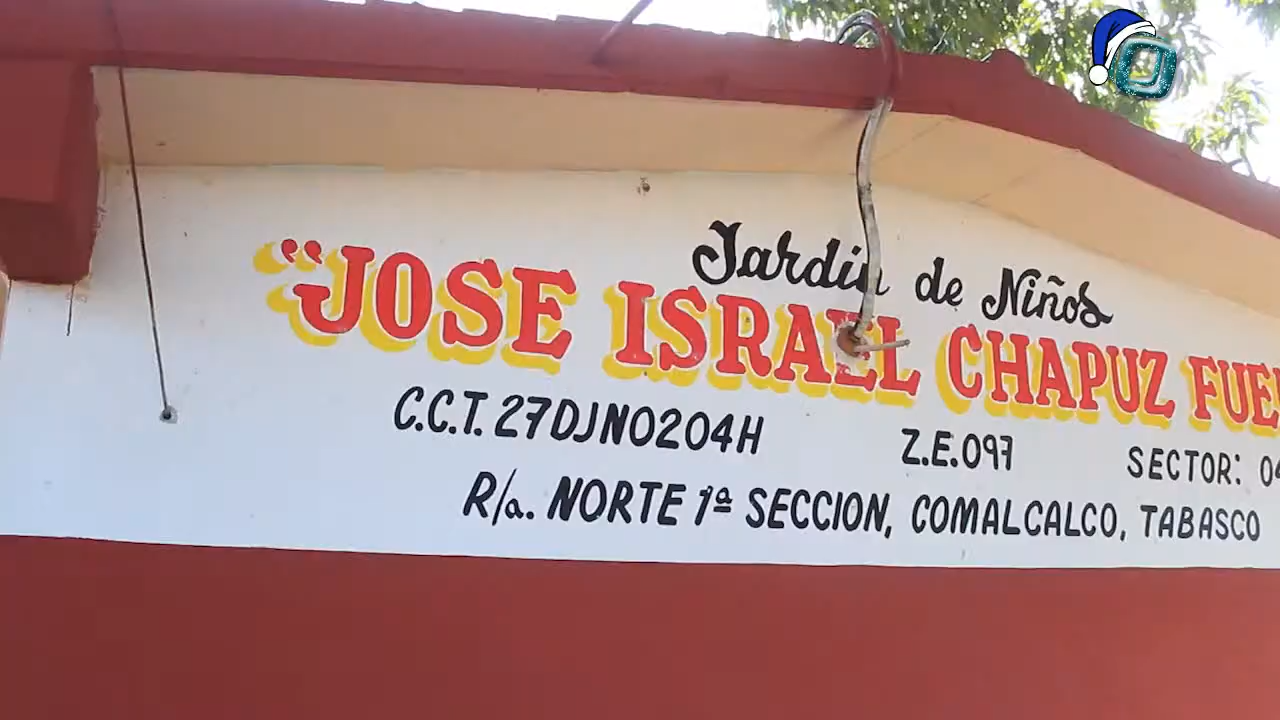 Jardin de Niños
"JOSE ISRAEL CHAPUZ
C.C.T. 27DJN0204H Z.E.097 SECTOR:
R/a. NORTE 1ª SECCION, COMALCALCO, TABASCO